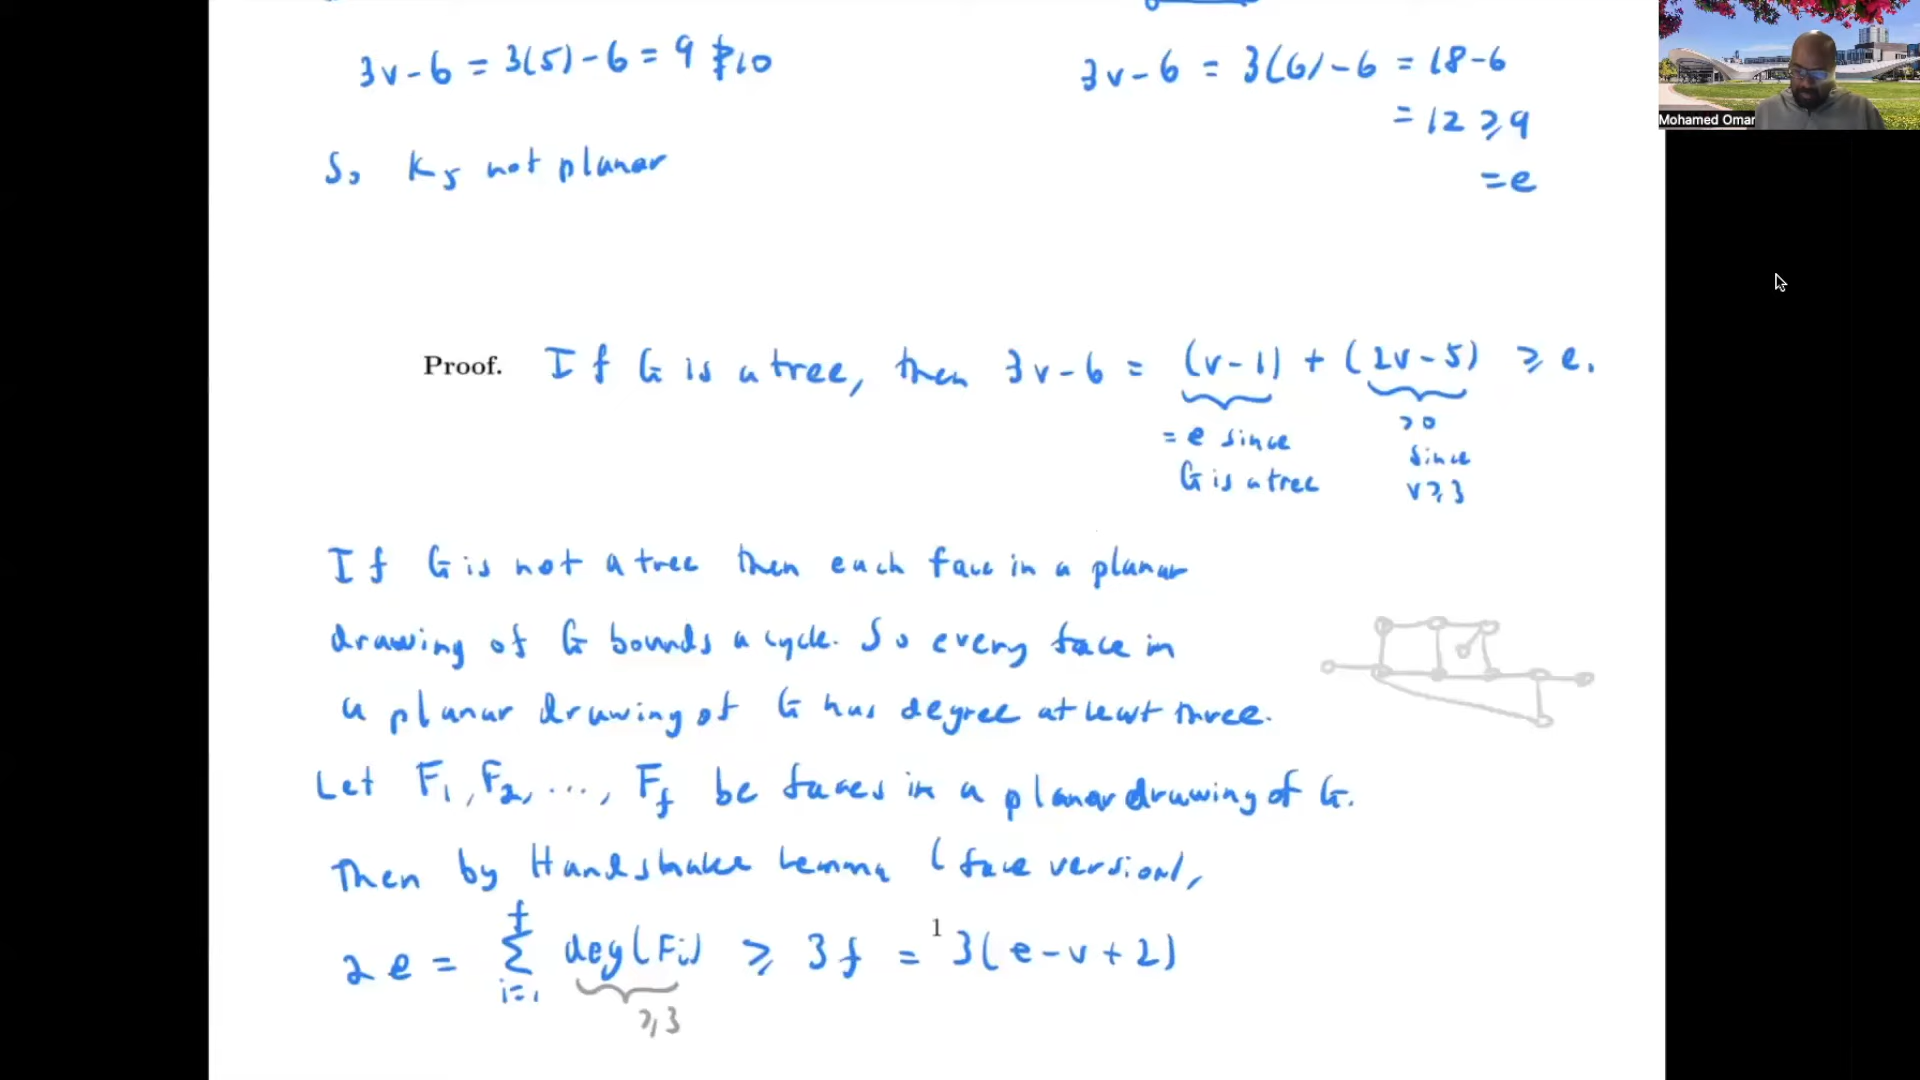 3v-6 = 3(5)-6 = 9 ≱ 10
So K5 not planar
3v-6 = 3(6)-6 = 18-6
= 12 ≥ 9
= e
Mohamed Omar
Proof. If G is a tree, then 3v-6 = (v-1) + (2v-5) ≥ e.
= e since
G is a tree
>0
since
v≥3
If G is not a tree then each face in a planar
drawing of G bounds a cycle. So every face in
a planar drawing of G has degree at least three.
Let F1, F2, ..., Ff be faces in a planar drawing of G.
Then by Handshake Lemma (face version),
2e = f Σ i=1 deg(Fi) ≥ 3f = 3(e-v+2)
≥3
1